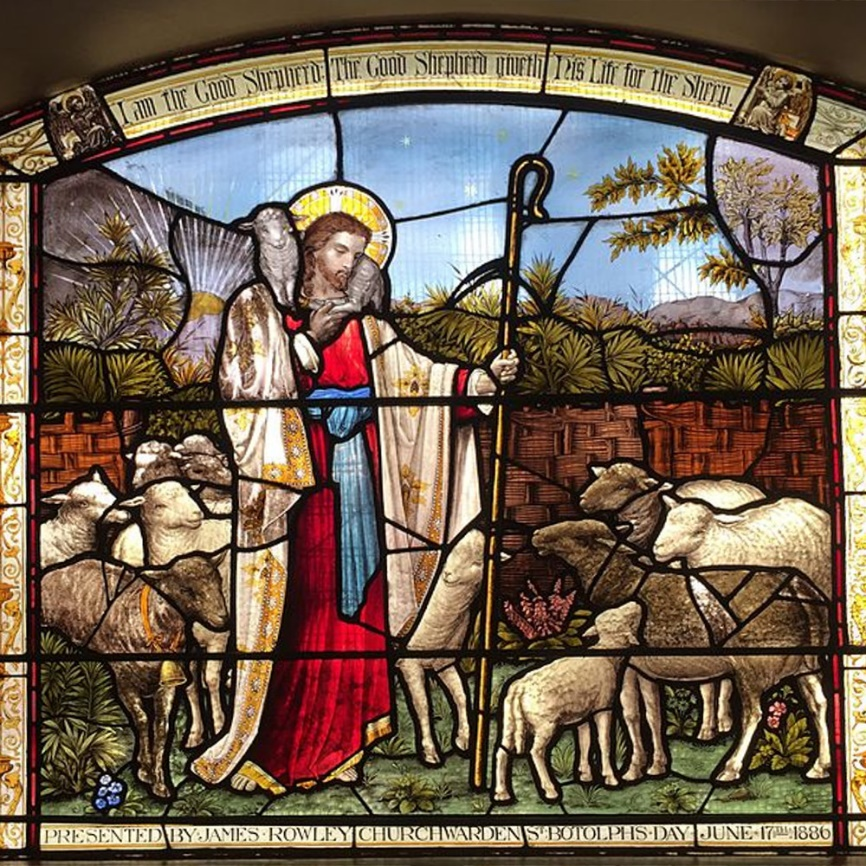 I am the Good Shepherd: The Good Shepherd giveth His Life for the Sheep.
PRESENTED · BY · JAMES · ROWLEY · CHURCHWARDEN · ST BOTOLPHS · DAY · JUNE · 17TH · 1886